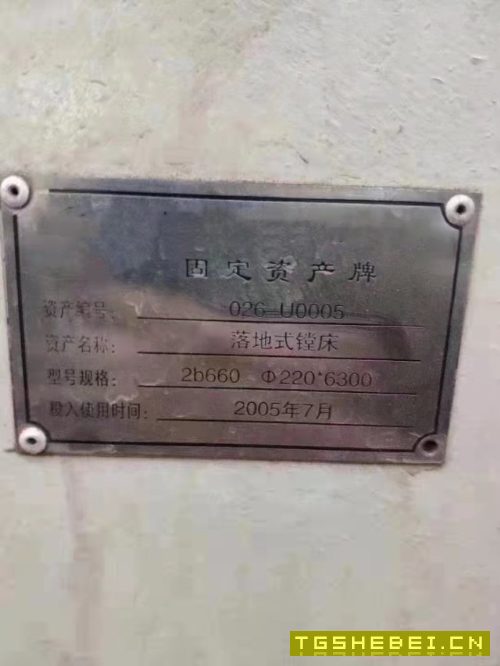 固定资产牌
资产编号: 026-U0005
资产名称: 落地式镗床
型号规格: 2b660 Φ220*6300
投入使用时间: 2005年7月
TGSHEBEI.CN